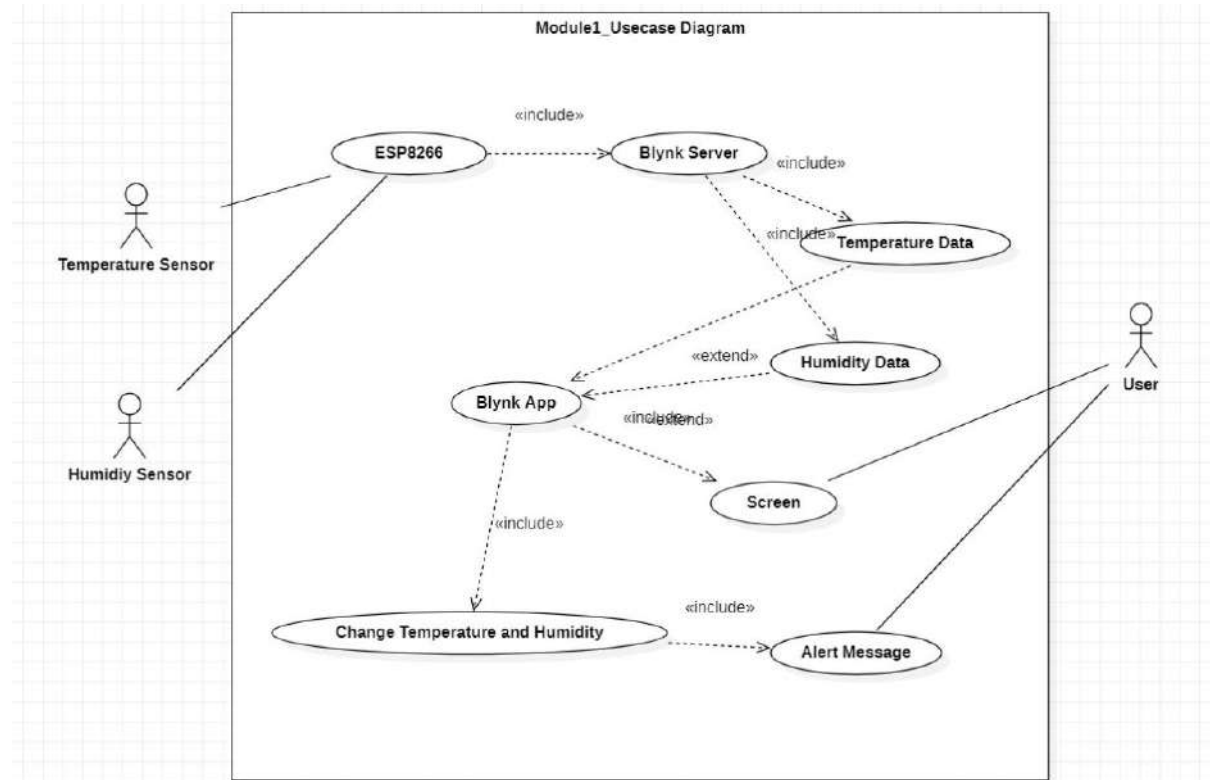 Module1_Usecase Diagram
«include»
ESP8266
Blynk Server
«include»
Temperature Sensor
«include»
Temperature Data
«extend»
Humidity Data
User
Blynk App
«include»
«extend»
Humidiy Sensor
Screen
«include»
«include»
Change Temperature and Humidity
Alert Message